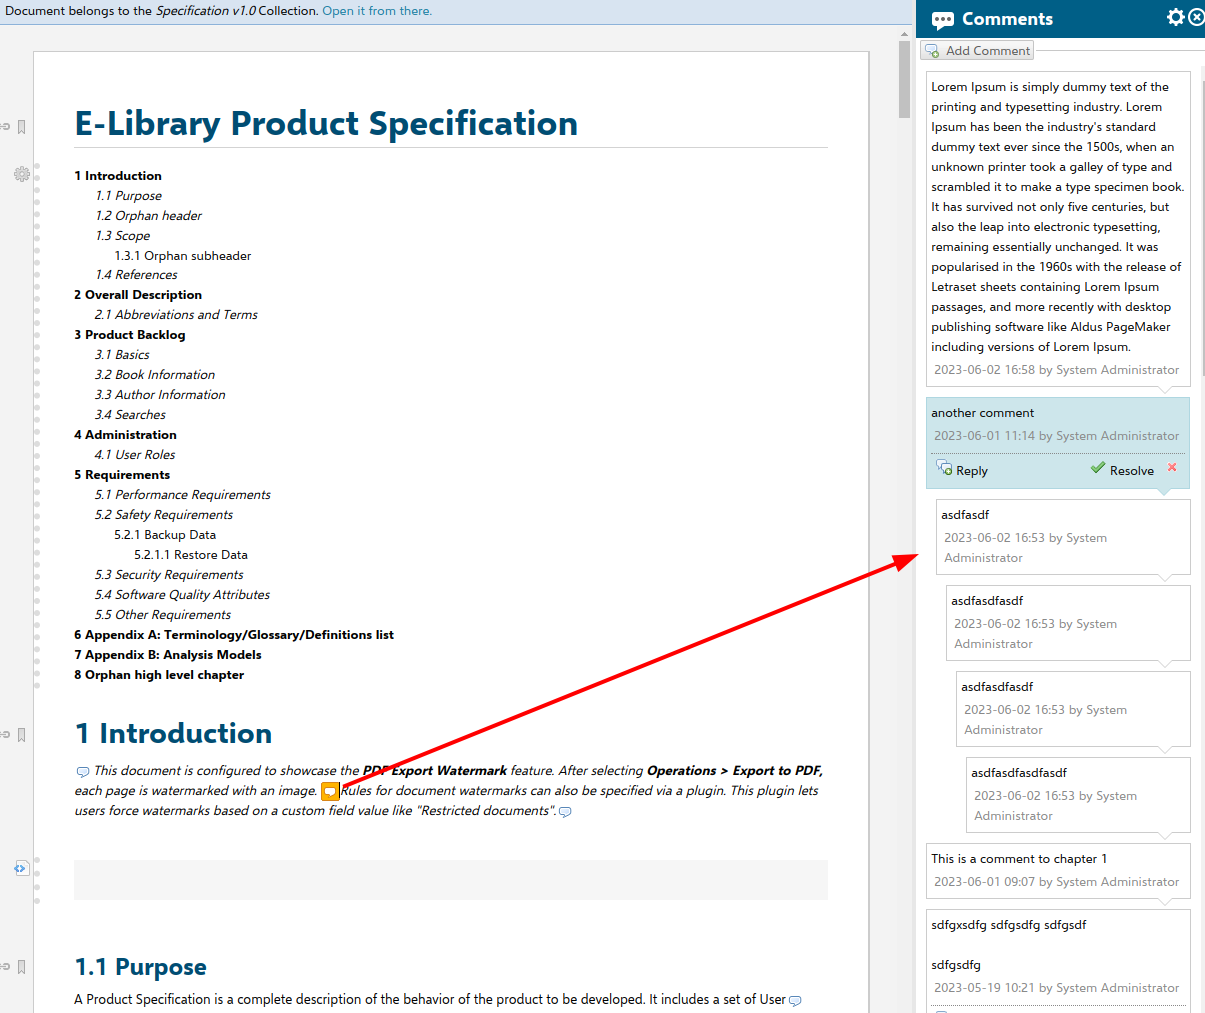 Document belongs to the Specification v1.0 Collection. Open it from there.
E-Library Product Specification
1 Introduction
1.1 Purpose
1.2 Orphan header
1.3 Scope
1.3.1 Orphan subheader
1.4 References
2 Overall Description
2.1 Abbreviations and Terms
3 Product Backlog
3.1 Basics
3.2 Book Information
3.3 Author Information
3.4 Searches
4 Administration
4.1 User Roles
5 Requirements
5.1 Performance Requirements
5.2 Safety Requirements
5.2.1 Backup Data
5.2.1.1 Restore Data
5.3 Security Requirements
5.4 Software Quality Attributes
5.5 Other Requirements
6 Appendix A: Terminology/Glossary/Definitions list
7 Appendix B: Analysis Models
8 Orphan high level chapter
1 Introduction
This document is configured to showcase the PDF Export Watermark feature. After selecting Operations > Export to PDF,
each page is watermarked with an image. Rules for document watermarks can also be specified via a plugin. This plugin lets
users force watermarks based on a custom field value like "Restricted documents".
1.1 Purpose
A Product Specification is a complete description of the behavior of the product to be developed. It includes a set of User
Comments
Add Comment
Lorem Ipsum is simply dummy text of the
printing and typesetting industry. Lorem
Ipsum has been the industry's standard
dummy text ever since the 1500s, when an
unknown printer took a galley of type and
scrambled it to make a type specimen book.
It has survived not only five centuries, but
also the leap into electronic typesetting,
remaining essentially unchanged. It was
popularised in the 1960s with the release of
Letraset sheets containing Lorem Ipsum
passages, and more recently with desktop
publishing software like Aldus PageMaker
including versions of Lorem Ipsum.
2023-06-02 16:58 by System Administrator
another comment
2023-06-01 11:14 by System Administrator
Reply Resolve
asdfasdf
2023-06-02 16:53 by System
Administrator
asdfasdfasdf
2023-06-02 16:53 by System
Administrator
asdfasdfasdf
2023-06-02 16:53 by System
Administrator
asdfasdfasdfasdf
2023-06-02 16:53 by System
Administrator
This is a comment to chapter 1
2023-06-01 09:07 by System Administrator
sdfgxsdfg sdfgsdfg sdfgsdf
sdfgsdfg
2023-05-19 10:21 by System Administrator